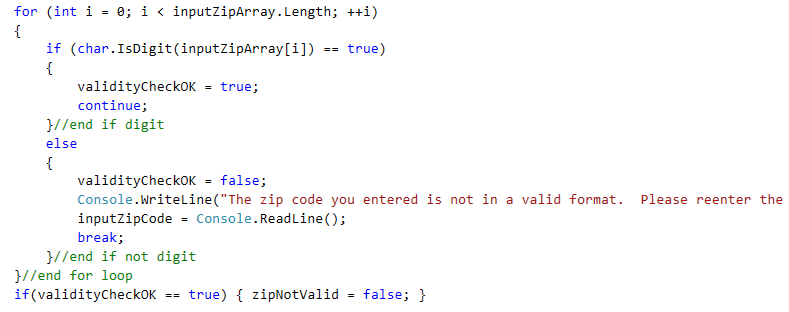 for (int i = 0; i < inputZipArray.Length; ++i)
{
    if (char.IsDigit(inputZipArray[i]) == true)
    {
        validityCheckOK = true;
        continue;
    }//end if digit
    else
    {
        validityCheckOK = false;
        Console.WriteLine("The zip code you entered is not in a valid format.  Please reenter the
        inputZipCode = Console.ReadLine();
        break;
    }//end if not digit
}//end for loop
if(validityCheckOK == true) { zipNotValid = false; }